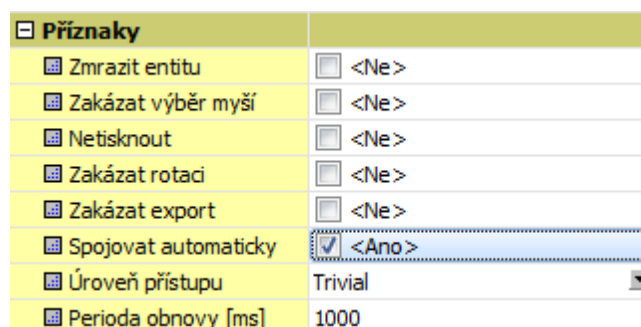 Příznaky
Zmrazit entitu <Ne>
Zakázat výběr myší <Ne>
Netisknout <Ne>
Zakázat rotaci <Ne>
Zakázat export <Ne>
Spojovat automaticky <Ano>
Úroveň přístupu Trivial
Perioda obnovy [ms] 1000